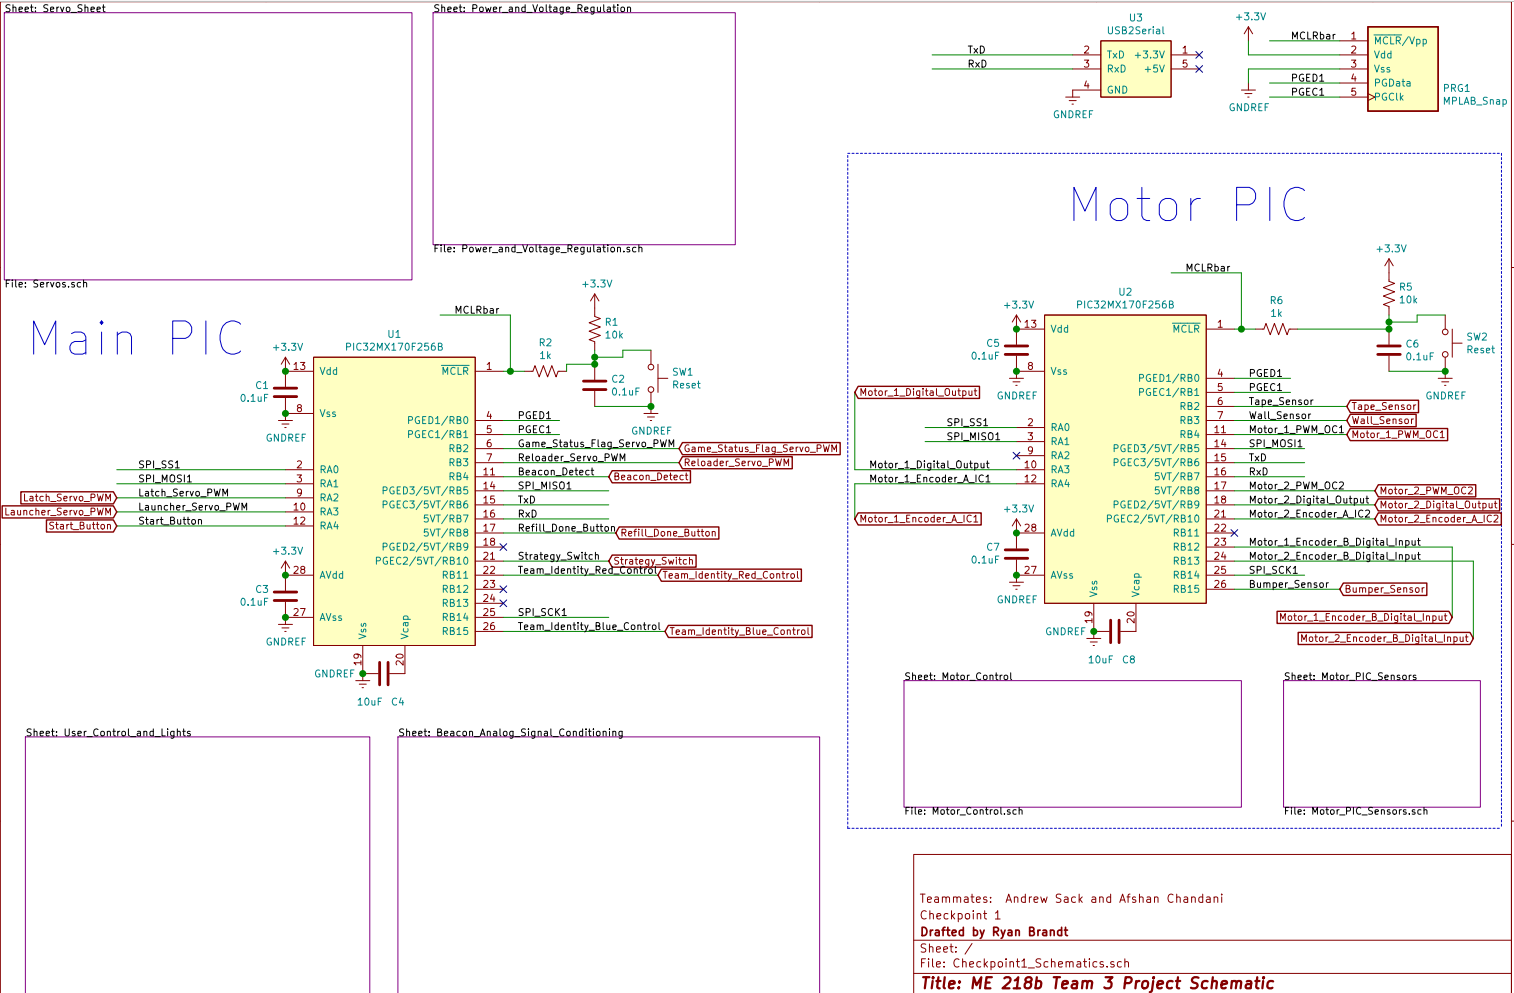 Sheet: Servo_Sheet
File: Servos.sch
Sheet: Power_and_Voltage_Regulation
File: Power_and_Voltage_Regulation.sch
U3
USB2Serial
TxD 2 TxD +3.3V 1
RxD 3 RxD +5V 5
4 GND
GNDREF
+3.3V
MCLRbar 1 MCLR/Vpp
2 Vdd
3 Vss
PGED1 4 PGData
PGEC1 5 PGClk
GNDREF
PRG1
MPLAB_Snap
Main PIC
MCLRbar
+3.3V
R1
10k
R2
1k
C2
0.1uF
SW1
Reset
GNDREF
U1
PIC32MX170F256B
+3.3V
13 Vdd
C1
0.1uF
8 Vss
GNDREF
MCLR 1
PGED1/RB0 4 PGED1
PGEC1/RB1 5 PGEC1
RB2 6 Game_Status_Flag_Servo_PWM Game_Status_Flag_Servo_PWM
RB3 7 Reloader_Servo_PWM Reloader_Servo_PWM
RB4 11 Beacon_Detect Beacon_Detect
PGED3/5VT/RB5 14 SPI_MISO1
PGEC3/5VT/RB6 15 TxD
5VT/RB7 16 RxD
5VT/RB8 17 Refill_Done_Button Refill_Done_Button
PGED2/5VT/RB9 18
PGEC2/5VT/RB10 21 Strategy_Switch Strategy_Switch
RB11 22 Team_Identity_Red_Control Team_Identity_Red_Control
RB12 23
RB13 24
RB14 25 SPI_SCK1
RB15 26 Team_Identity_Blue_Control Team_Identity_Blue_Control
SPI_SS1 2 RA0
SPI_MOSI1 3 RA1
Latch_Servo_PWM Latch_Servo_PWM 9 RA2
Launcher_Servo_PWM Launcher_Servo_PWM 10 RA3
Start_Button Start_Button 12 RA4
+3.3V
28 AVdd
C3
0.1uF
27 AVss
GNDREF
Vss
Vcap
19
20
GNDREF
10uF C4
Motor PIC
MCLRbar
+3.3V
R5
10k
R6
1k
C6
0.1uF
SW2
Reset
GNDREF
U2
PIC32MX170F256B
+3.3V
13 Vdd
C5
0.1uF
8 Vss
GNDREF
MCLR 1
PGED1/RB0 4 PGED1
PGEC1/RB1 5 PGEC1
RB2 6 Tape_Sensor Tape_Sensor
RB3 7 Wall_Sensor Wall_Sensor
RB4 11 Motor_1_PWM_OC1 Motor_1_PWM_OC1
PGED3/5VT/RB5 14 SPI_MOSI1
PGEC3/5VT/RB6 15 TxD
5VT/RB7 16 RxD
5VT/RB8 17 Motor_2_PWM_OC2 Motor_2_PWM_OC2
PGED2/5VT/RB9 18 Motor_2_Digital_Output Motor_2_Digital_Output
PGEC2/5VT/RB10 21 Motor_2_Encoder_A_IC2 Motor_2_Encoder_A_IC2
RB11 22
RB12 23 Motor_1_Encoder_B_Digital_Input
RB13 24 Motor_2_Encoder_B_Digital_Input
RB14 25 SPI_SCK1
RB15 26 Bumper_Sensor Bumper_Sensor
Motor_1_Encoder_B_Digital_Input
Motor_2_Encoder_B_Digital_Input
Motor_1_Digital_Output
SPI_SS1 2 RA0
SPI_MISO1 3 RA1
9 RA2
Motor_1_Digital_Output 10 RA3
Motor_1_Encoder_A_IC1 12 RA4
Motor_1_Encoder_A_IC1
+3.3V
28 AVdd
C7
0.1uF
27 AVss
GNDREF
Vss
Vcap
19
20
GNDREF
10uF C8
Sheet: Motor_Control
File: Motor_Control.sch
Sheet: Motor_PIC_Sensors
File: Motor_PIC_Sensors.sch
Sheet: User_Control_and_Lights
Sheet: Beacon_Analog_Signal_Conditioning
Teammates: Andrew Sack and Afshan Chandani
Checkpoint 1
Drafted by Ryan Brandt
Sheet: /
File: Checkpoint1_Schematics.sch
Title: ME 218b Team 3 Project Schematic